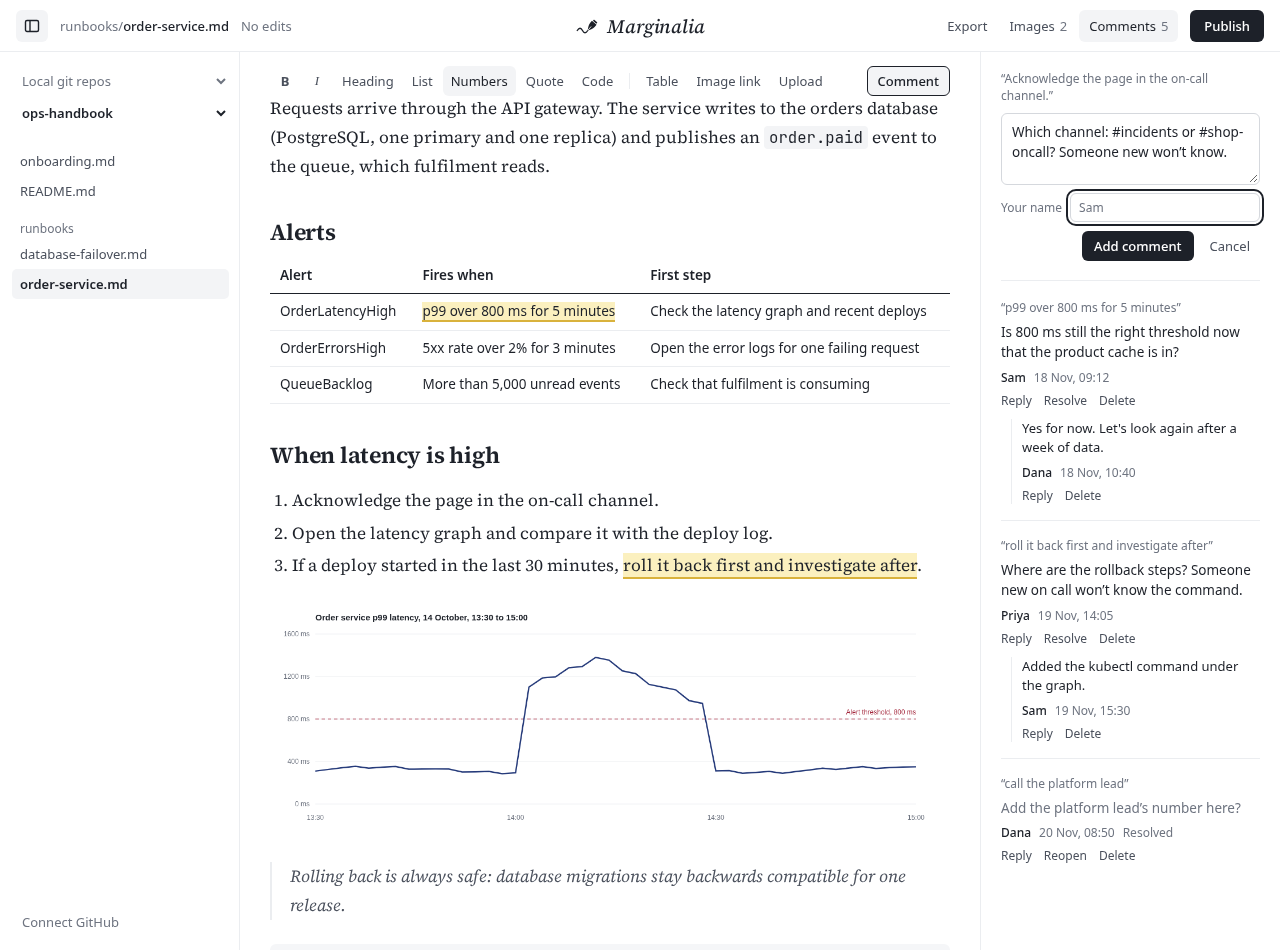 runbooks/order-service.md No edits
Marginalia
Export Images 2 Comments 5 Publish
Local git repos
ops-handbook
onboarding.md
README.md
runbooks
database-failover.md
order-service.md
Connect GitHub
B I Heading List Numbers Quote Code Table Image link Upload Comment
Requests arrive through the API gateway. The service writes to the orders database
(PostgreSQL, one primary and one replica) and publishes an order.paid event to
the queue, which fulfilment reads.
Alerts
Alert Fires when First step
OrderLatencyHigh p99 over 800 ms for 5 minutes Check the latency graph and recent deploys
OrderErrorsHigh 5xx rate over 2% for 3 minutes Open the error logs for one failing request
QueueBacklog More than 5,000 unread events Check that fulfilment is consuming
When latency is high
1. Acknowledge the page in the on-call channel.
2. Open the latency graph and compare it with the deploy log.
3. If a deploy started in the last 30 minutes, roll it back first and investigate after.
Order service p99 latency, 14 October, 13:30 to 15:00
1600 ms
1200 ms
800 ms
400 ms
0 ms
Alert threshold, 800 ms
13:30 14:00 14:30 15:00
Rolling back is always safe: database migrations stay backwards compatible for one
release.
“Acknowledge the page in the on-call
channel.”
Which channel: #incidents or #shop-
oncall? Someone new won’t know.
Your name Sam
Add comment Cancel
“p99 over 800 ms for 5 minutes”
Is 800 ms still the right threshold now
that the product cache is in?
Sam 18 Nov, 09:12
Reply Resolve Delete
Yes for now. Let's look again after a
week of data.
Dana 18 Nov, 10:40
Reply Delete
“roll it back first and investigate after”
Where are the rollback steps? Someone
new on call won’t know the command.
Priya 19 Nov, 14:05
Reply Resolve Delete
Added the kubectl command under
the graph.
Sam 19 Nov, 15:30
Reply Delete
“call the platform lead”
Add the platform lead’s number here?
Dana 20 Nov, 08:50 Resolved
Reply Reopen Delete